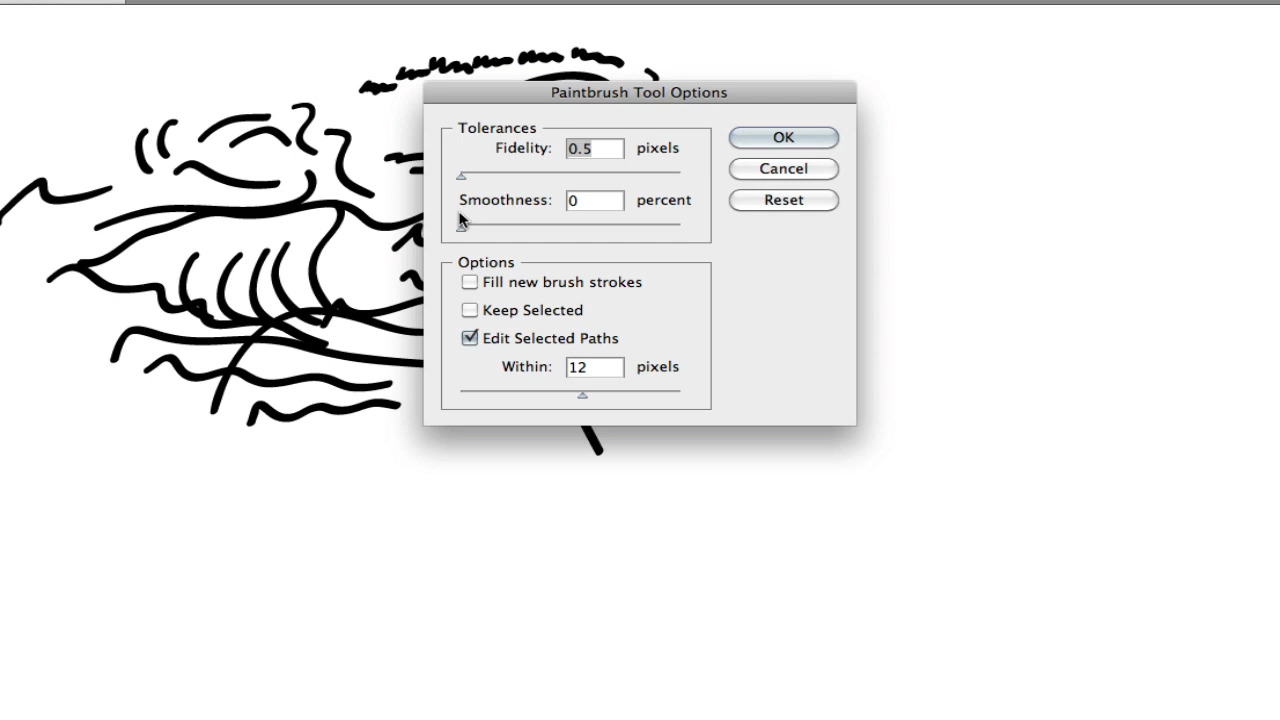 Paintbrush Tool Options
Tolerances
Fidelity: 0.5 pixels
Smoothness: 0 percent
OK
Cancel
Reset
Options
Fill new brush strokes
Keep Selected
Edit Selected Paths
Within: 12 pixels